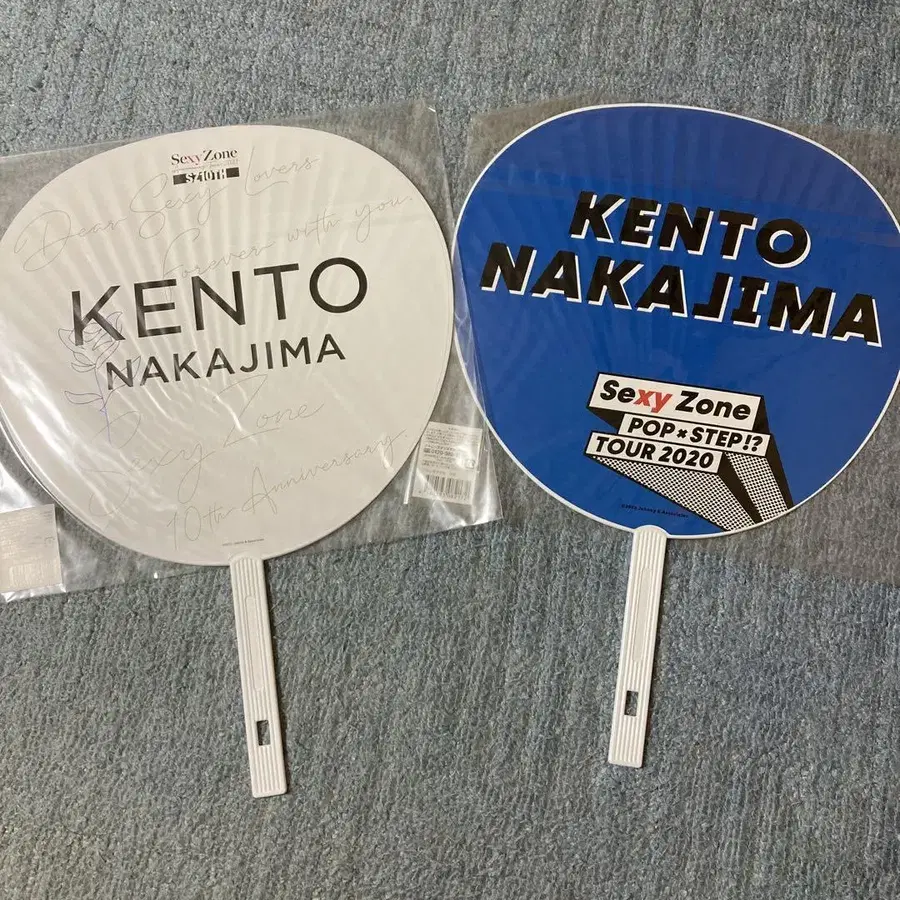 Sexy Zone
SZ10TH
Dear Sexy Lovers
Forever with you.
KENTO
NAKAJIMA
Sexy Zone
10th Anniversary.
KENTO
NAKAJIMA
Sexy Zone
POP×STEP!?
TOUR 2020